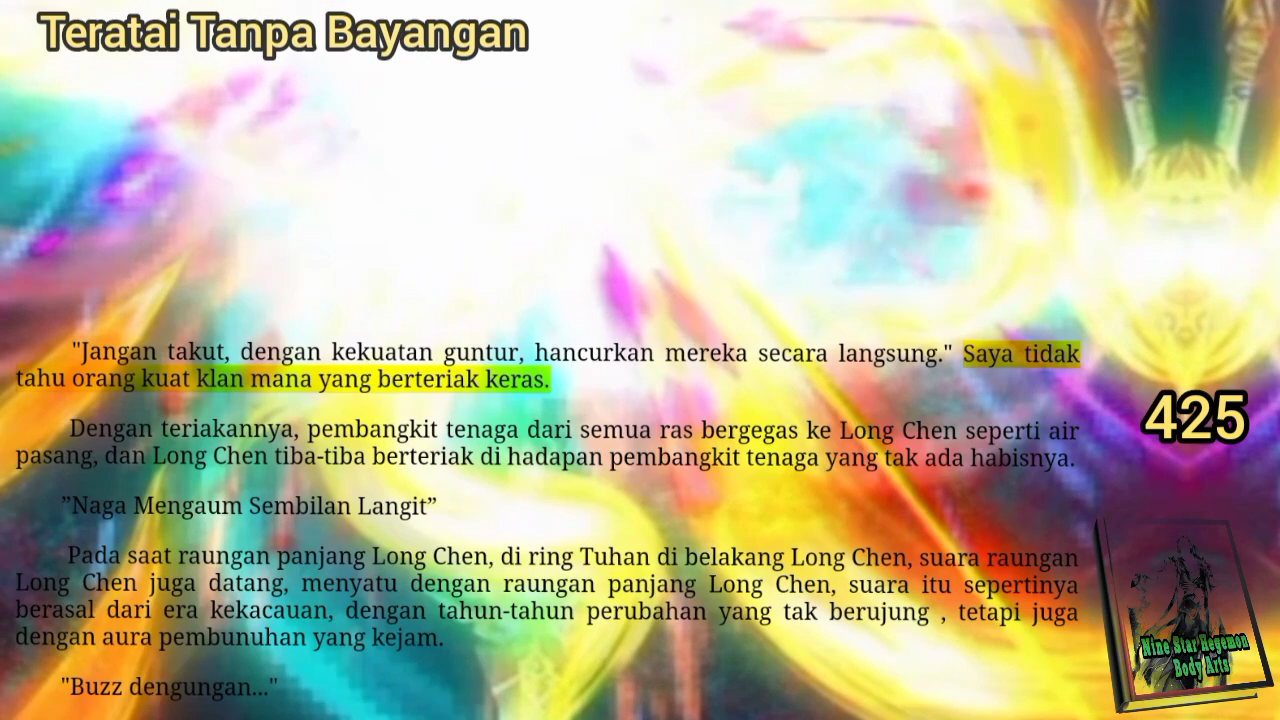 Teratai Tanpa Bayangan
"Jangan takut, dengan kekuatan guntur, hancurkan mereka secara langsung." Saya tidak
tahu orang kuat klan mana yang berteriak keras.
Dengan teriakannya, pembangkit tenaga dari semua ras bergegas ke Long Chen seperti air
pasang, dan Long Chen tiba-tiba berteriak di hadapan pembangkit tenaga yang tak ada habisnya.
”Naga Mengaum Sembilan Langit”
Pada saat raungan panjang Long Chen, di ring Tuhan di belakang Long Chen, suara raungan
Long Chen juga datang, menyatu dengan raungan panjang Long Chen, suara itu sepertinya
berasal dari era kekacauan, dengan tahun-tahun perubahan yang tak berujung , tetapi juga
dengan aura pembunuhan yang kejam.
"Buzz dengungan..."
425
Nine Star Hegemon
Body Arts